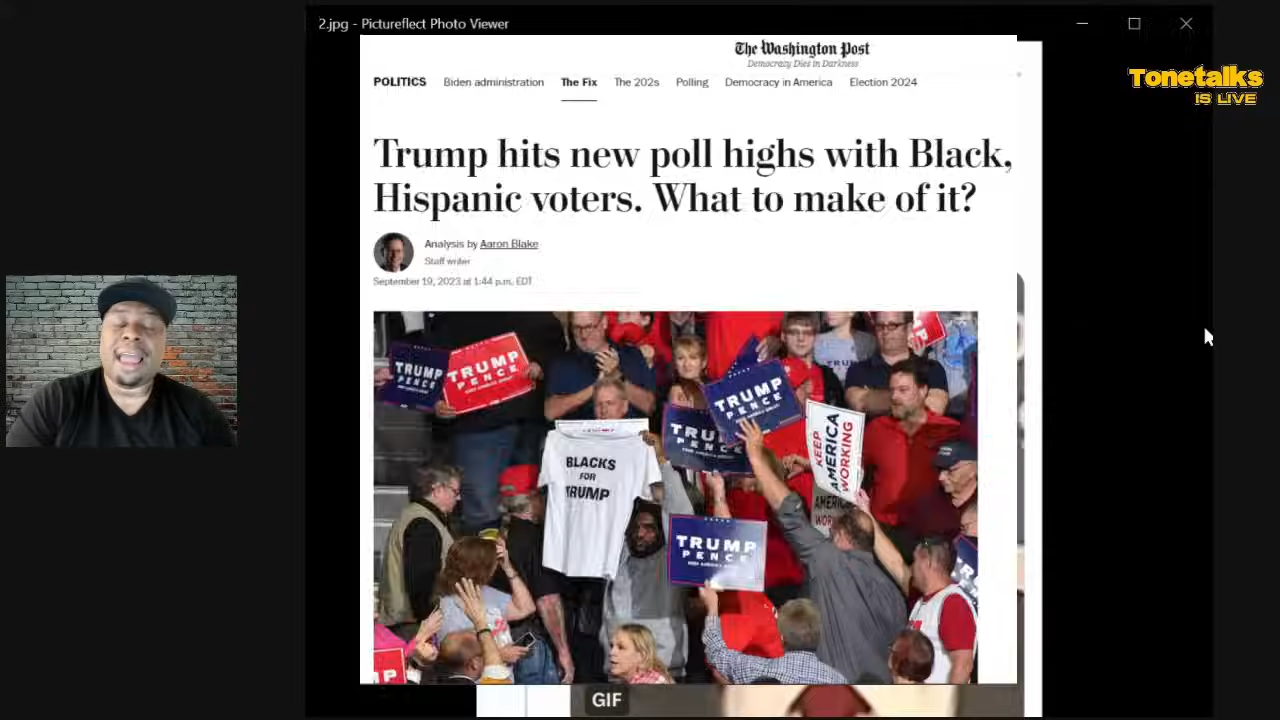 2.jpg - Pictureflect Photo Viewer
The Washington Post
Democracy Dies in Darkness
Tonetalks
IS LIVE
POLITICS Biden administration The Fix The 202s Polling Democracy in America Election 2024
Trump hits new poll highs with Black,
Hispanic voters. What to make of it?
Analysis by Aaron Blake
Staff writer
September 19, 2023 at 1:44 p.m. EDT
TRUMP
PENCE
TRUMP
PENCE
TRUMP
PENCE
TRU
PENCE
KEEP
AMERICA
WORKING
BLACKS
FOR
TRUMP
TRUMP
PENCE
GIF